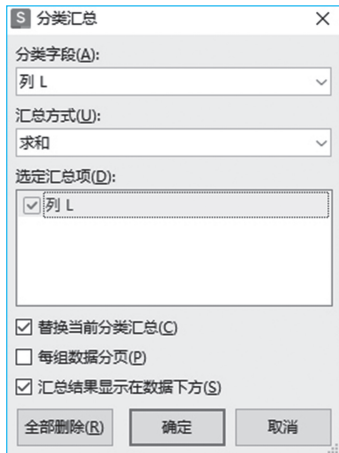 S 分类汇总
分类字段(A):
列 L
汇总方式(U):
求和
选定汇总项(D):
列 L
替换当前分类汇总(C)
每组数据分页(P)
汇总结果显示在数据下方(S)
全部删除(R) 确定 取消